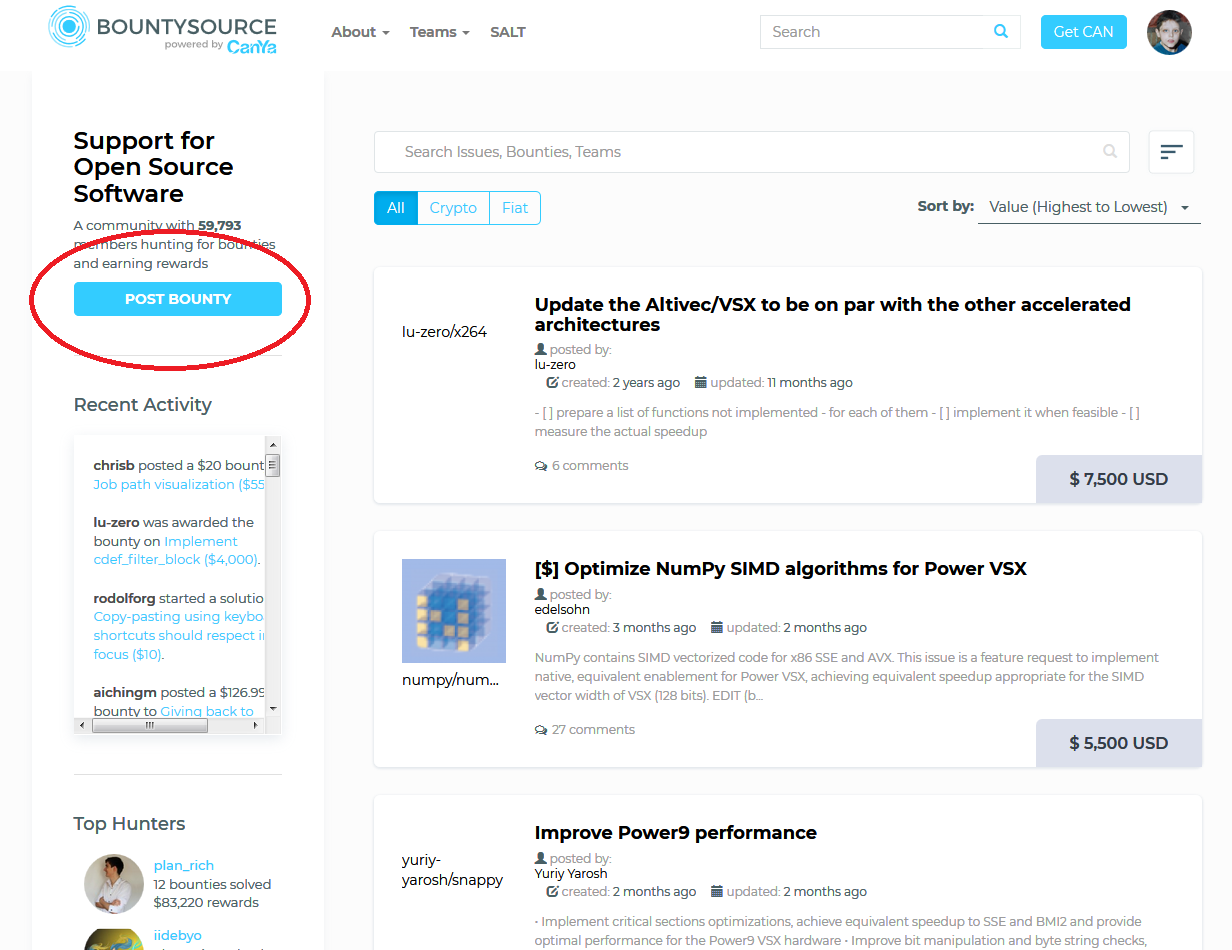 BOUNTYSOURCE
powered by CanYa
About
Teams
SALT
Search
Get CAN
Support for
Open Source
Software
A community with 59,793
members hunting for bounties
and earning rewards
POST BOUNTY
Recent Activity
chrisb posted a $20 bount
Job path visualization ($55
lu-zero was awarded the
bounty on Implement
cdef_filter_block ($4,000).
rodolforg started a solutio
Copy-pasting using keybo
shortcuts should respect i
focus ($10).
aichingm posted a $126.99
bounty to Giving back to
Top Hunters
plan_rich
12 bounties solved
$83,220 rewards
iidebyo
Search Issues, Bounties, Teams
All
Crypto
Fiat
Sort by:
Value (Highest to Lowest)
lu-zero/x264
Update the Altivec/VSX to be on par with the other accelerated
architectures
posted by:
lu-zero
created: 2 years ago updated: 11 months ago
- [ ] prepare a list of functions not implemented - for each of them - [ ] implement it when feasible - [ ]
measure the actual speedup
6 comments
$ 7,500 USD
numpy/num...
[$] Optimize NumPy SIMD algorithms for Power VSX
posted by:
edelsohn
created: 3 months ago updated: 2 months ago
NumPy contains SIMD vectorized code for x86 SSE and AVX. This issue is a feature request to implement
native, equivalent enablement for Power VSX, achieving equivalent speedup appropriate for the SIMD
vector width of VSX (128 bits). EDIT (b...
27 comments
$ 5,500 USD
yuriy-
yarosh/snappy
Improve Power9 performance
posted by:
Yuriy Yarosh
created: 2 months ago updated: 2 months ago
• Implement critical sections optimizations, achieve equivalent speedup to SSE and BMI2 and provide
optimal performance for the Power9 VSX hardware • Improve bit manipulation and byte string checks,